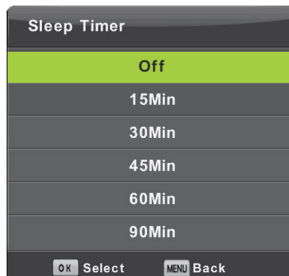 Sleep Timer
Off
15Min
30Min
45Min
60Min
90Min
OK Select MENU Back